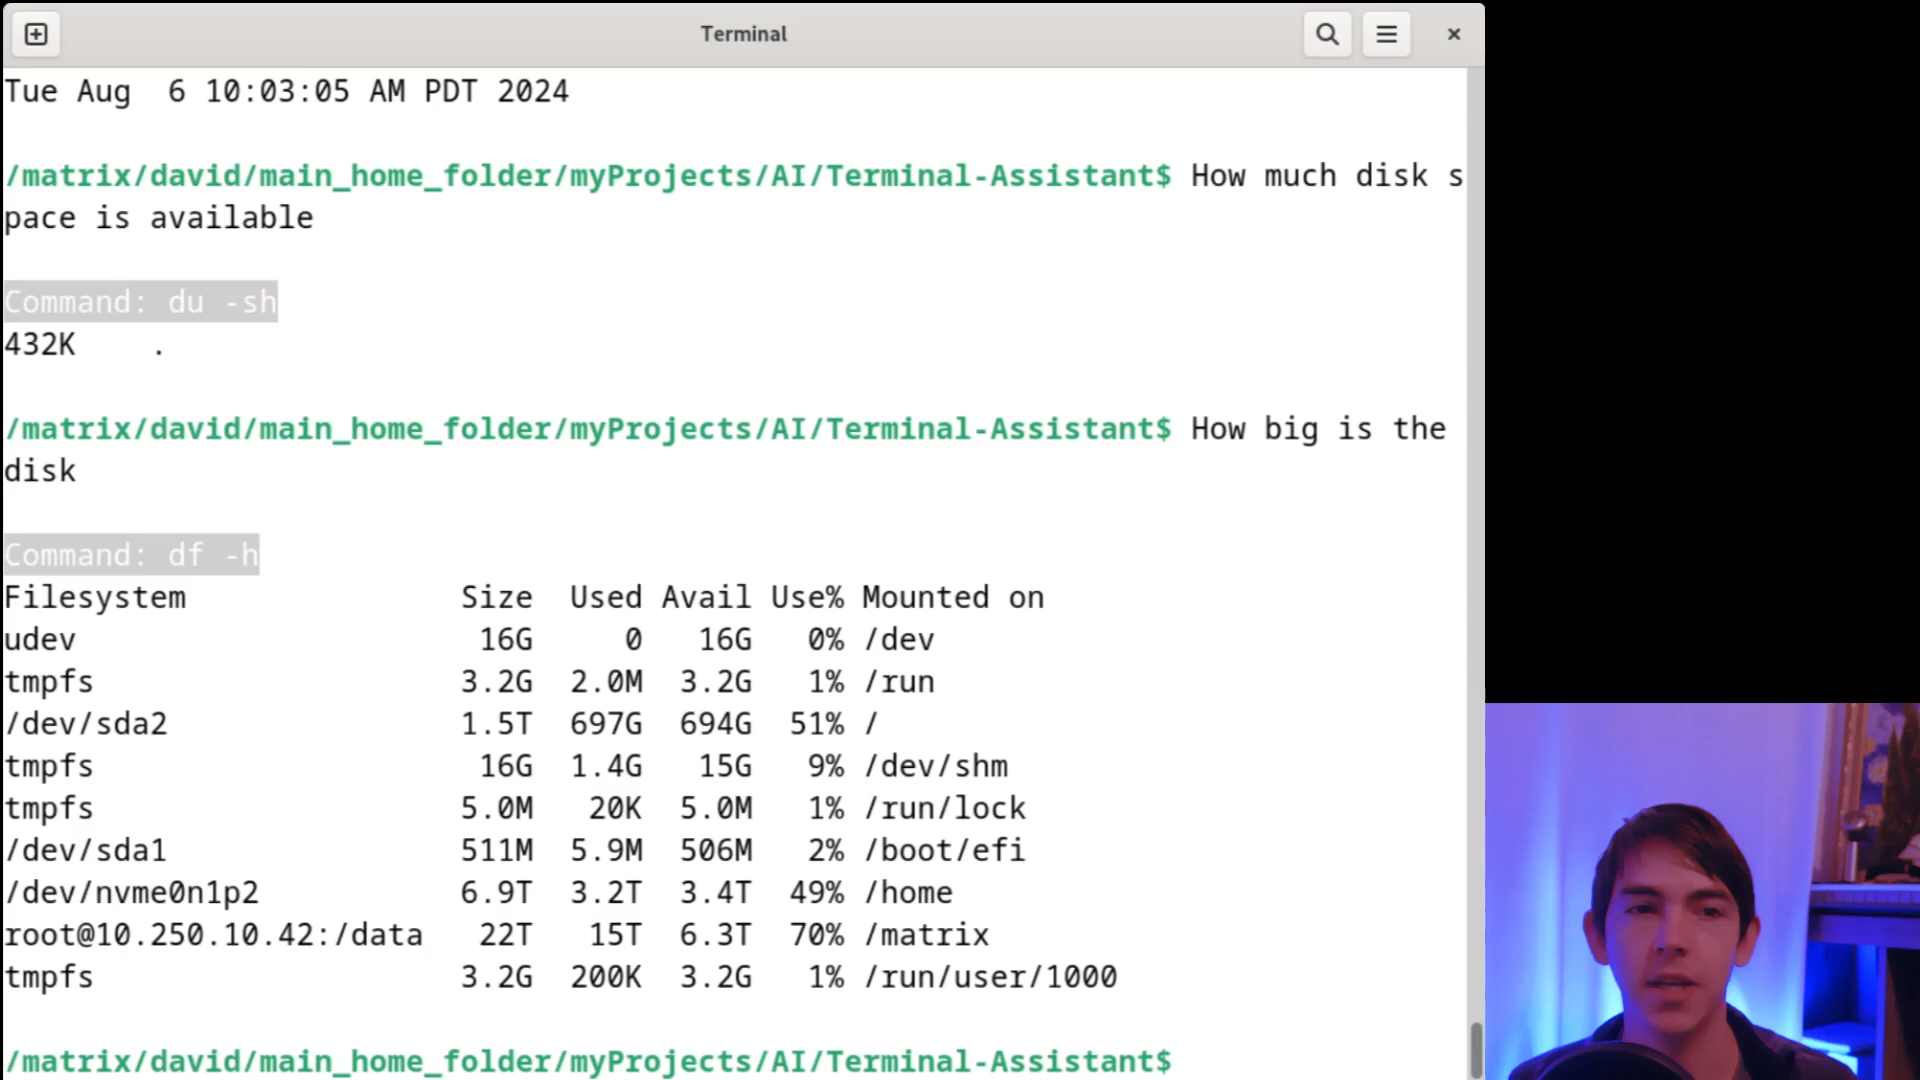 Terminal
Tue Aug  6 10:03:05 AM PDT 2024
/matrix/david/main_home_folder/myProjects/AI/Terminal-Assistant$ How much disk s
pace is available
Command: du -sh
432K    .
/matrix/david/main_home_folder/myProjects/AI/Terminal-Assistant$ How big is the
disk
Command: df -h
Filesystem               Size  Used Avail Use% Mounted on
udev                      16G     0   16G   0% /dev
tmpfs                    3.2G  2.0M  3.2G   1% /run
/dev/sda2                1.5T  697G  694G  51% /
tmpfs                     16G  1.4G   15G   9% /dev/shm
tmpfs                    5.0M   20K  5.0M   1% /run/lock
/dev/sda1                511M  5.9M  506M   2% /boot/efi
/dev/nvme0n1p2           6.9T  3.2T  3.4T  49% /home
root@10.250.10.42:/data   22T   15T  6.3T  70% /matrix
tmpfs                    3.2G  200K  3.2G   1% /run/user/1000
/matrix/david/main_home_folder/myProjects/AI/Terminal-Assistant$